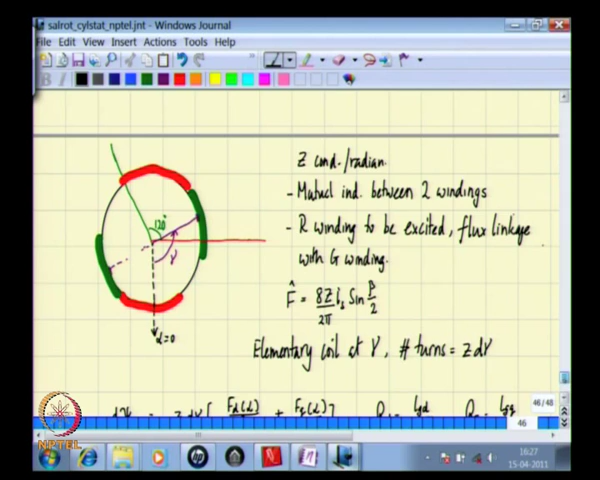 salrot_cylstat_nptel.jnt - Windows Journal
File Edit View Insert Actions Tools Help
Z cond./radian.
- Mutual ind. between 2 windings
- R winding to be excited, flux linkage
with G winding.
F̂ = 8Z/2π i_s Sin β/2
120°
γ
α=0
Elementary coil at γ, # turns = Z dγ
46 / 48
46
NPTEL
16:27
15-04-2011